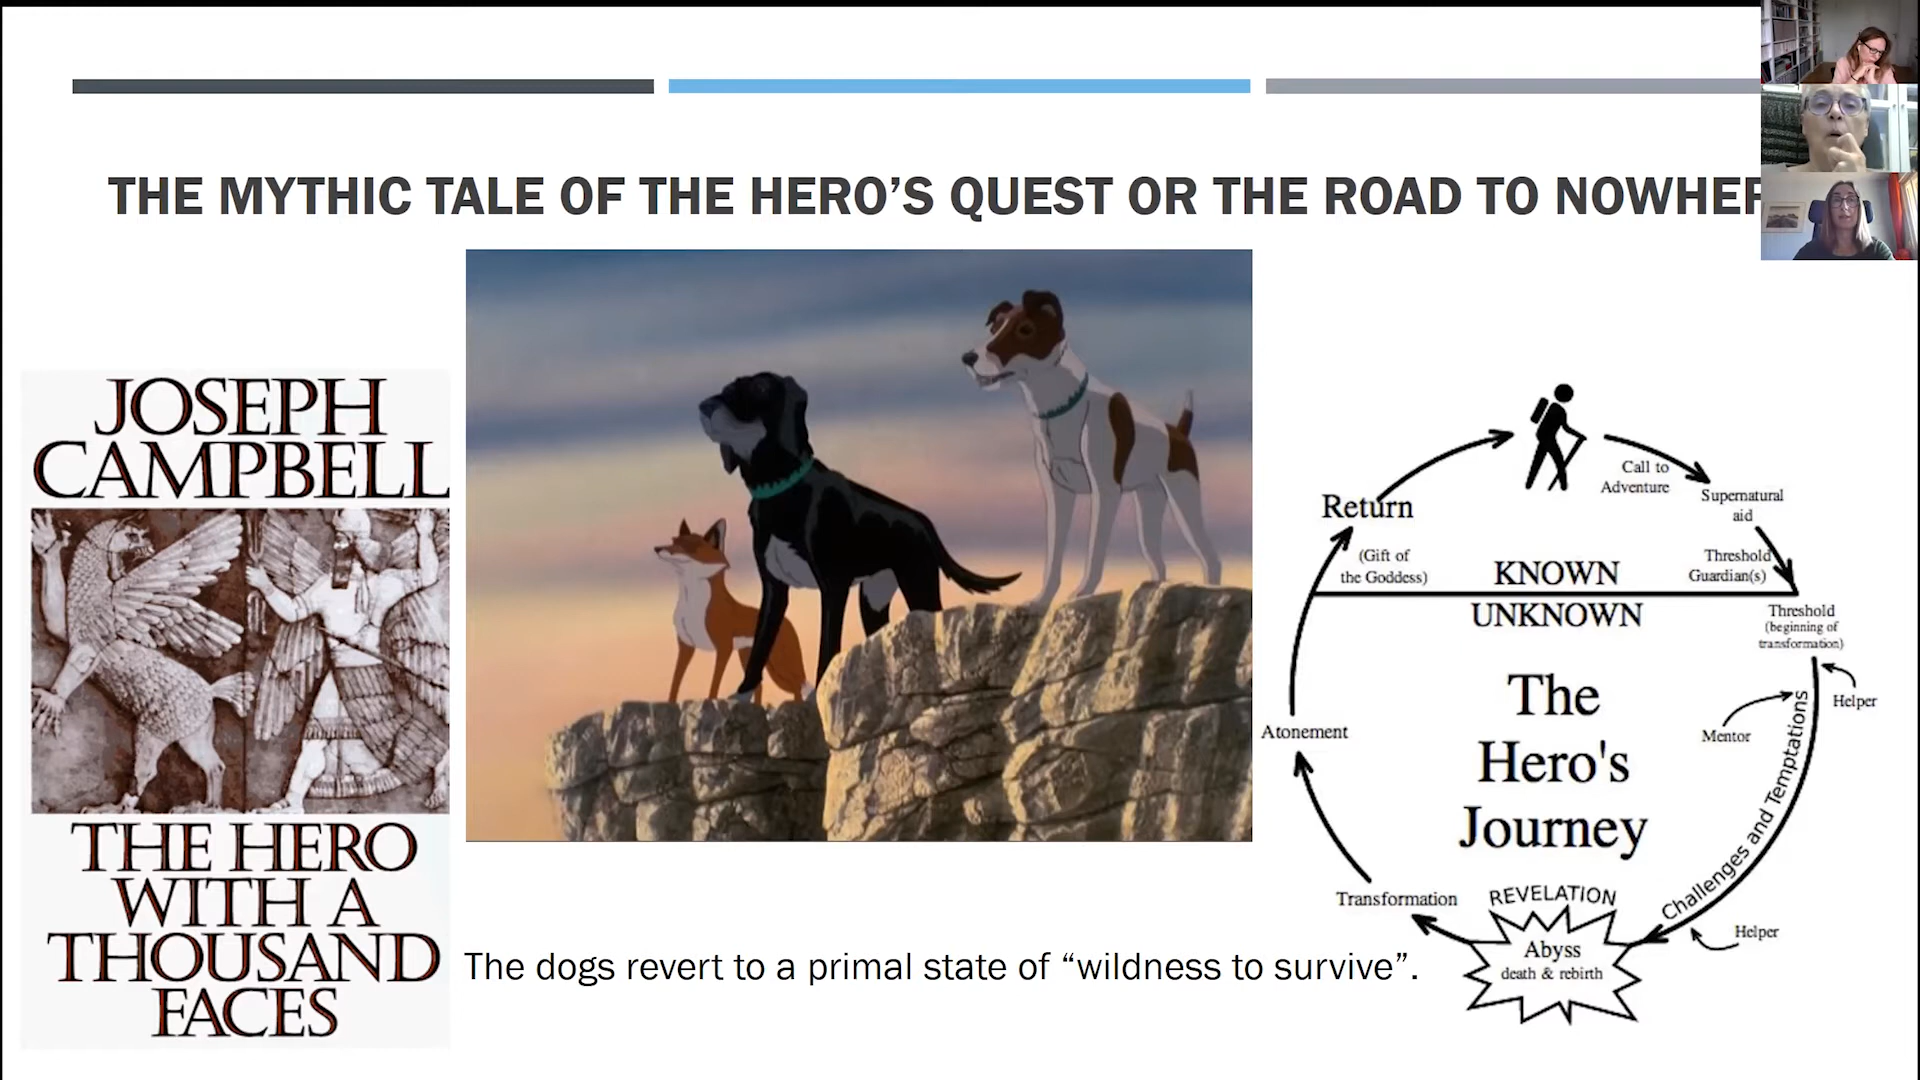 THE MYTHIC TALE OF THE HERO’S QUEST OR THE ROAD TO NOWHER
JOSEPH
CAMPBELL
THE HERO
WITH A
THOUSAND
FACES
The dogs revert to a primal state of “wildness to survive”.
Call to
Adventure
Supernatural
aid
Threshold
Guardian(s)
Return
(Gift of
the Goddess)
KNOWN
UNKNOWN
Threshold
(beginning of
transformation)
Helper
Mentor
Challenges and Temptations
Helper
The
Hero's
Journey
REVELATION
Abyss
death & rebirth
Transformation
Atonement